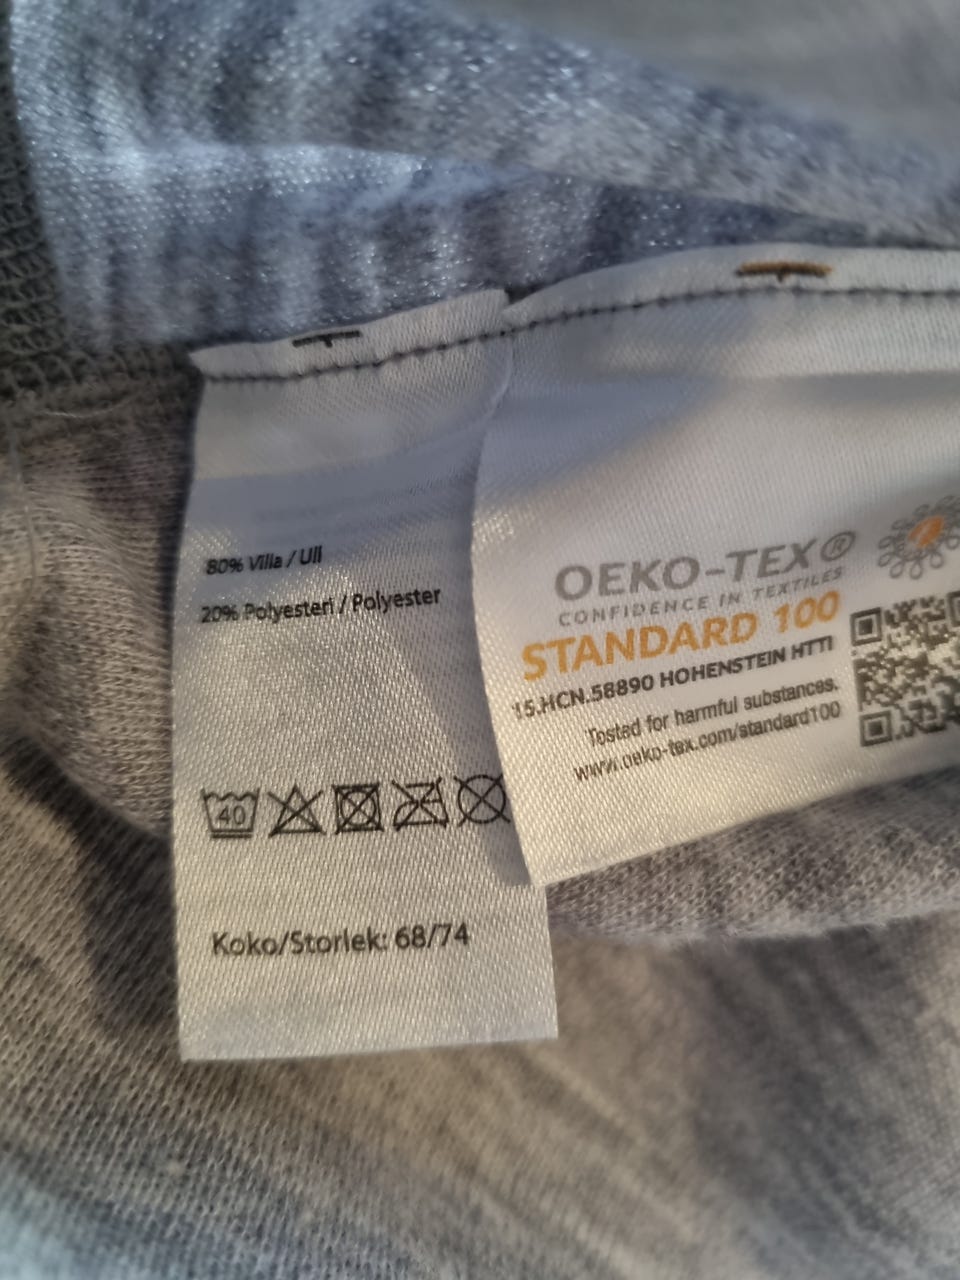 80% Villa / Ull
20% Polyesteri / Polyester
40
Koko/Storlek: 68/74
OEKO-TEX®
CONFIDENCE IN TEXTILES
STANDARD 100
15.HCN.58890 HOHENSTEIN HTTI
Tested for harmful substances.
www.oeko-tex.com/standard100